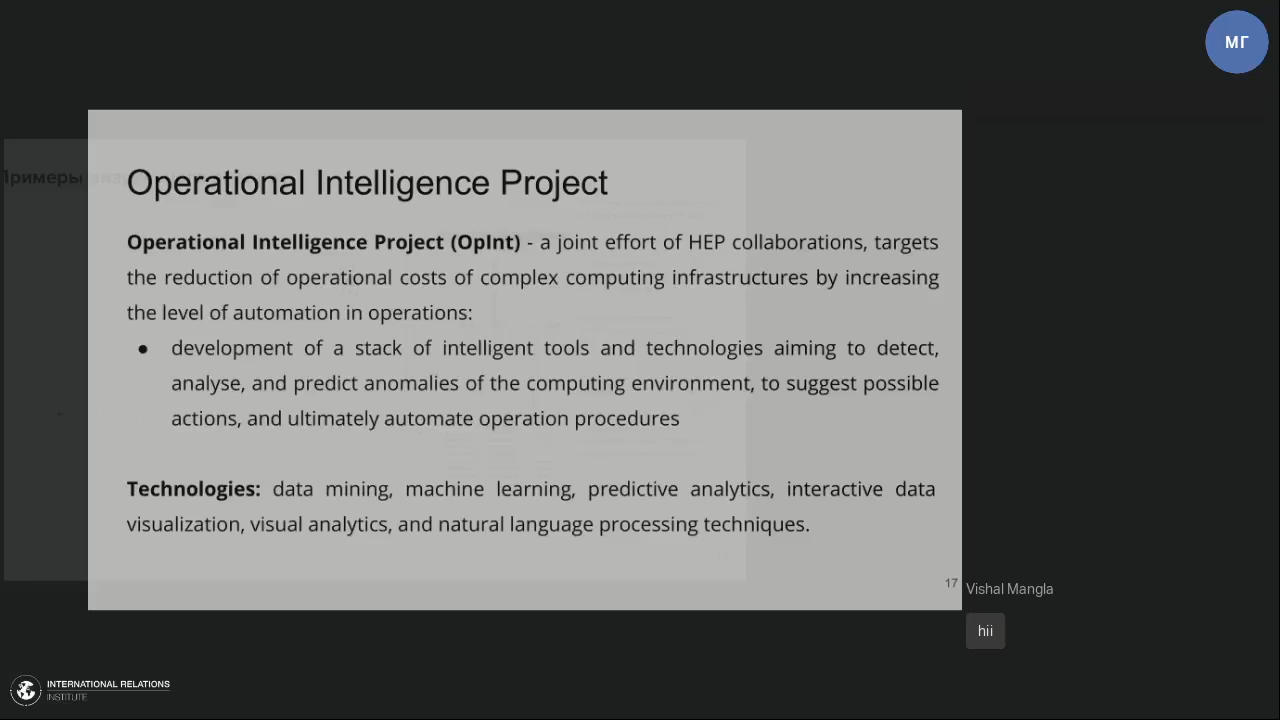 МГ
Примеры
Operational Intelligence Project
Operational Intelligence Project (OpInt) - a joint effort of HEP collaborations, targets
the reduction of operational costs of complex computing infrastructures by increasing
the level of automation in operations:
● development of a stack of intelligent tools and technologies aiming to detect,
analyse, and predict anomalies of the computing environment, to suggest possible
actions, and ultimately automate operation procedures
Technologies: data mining, machine learning, predictive analytics, interactive data
visualization, visual analytics, and natural language processing techniques.
17
Vishal Mangla
hii
INTERNATIONAL RELATIONS
INSTITUTE